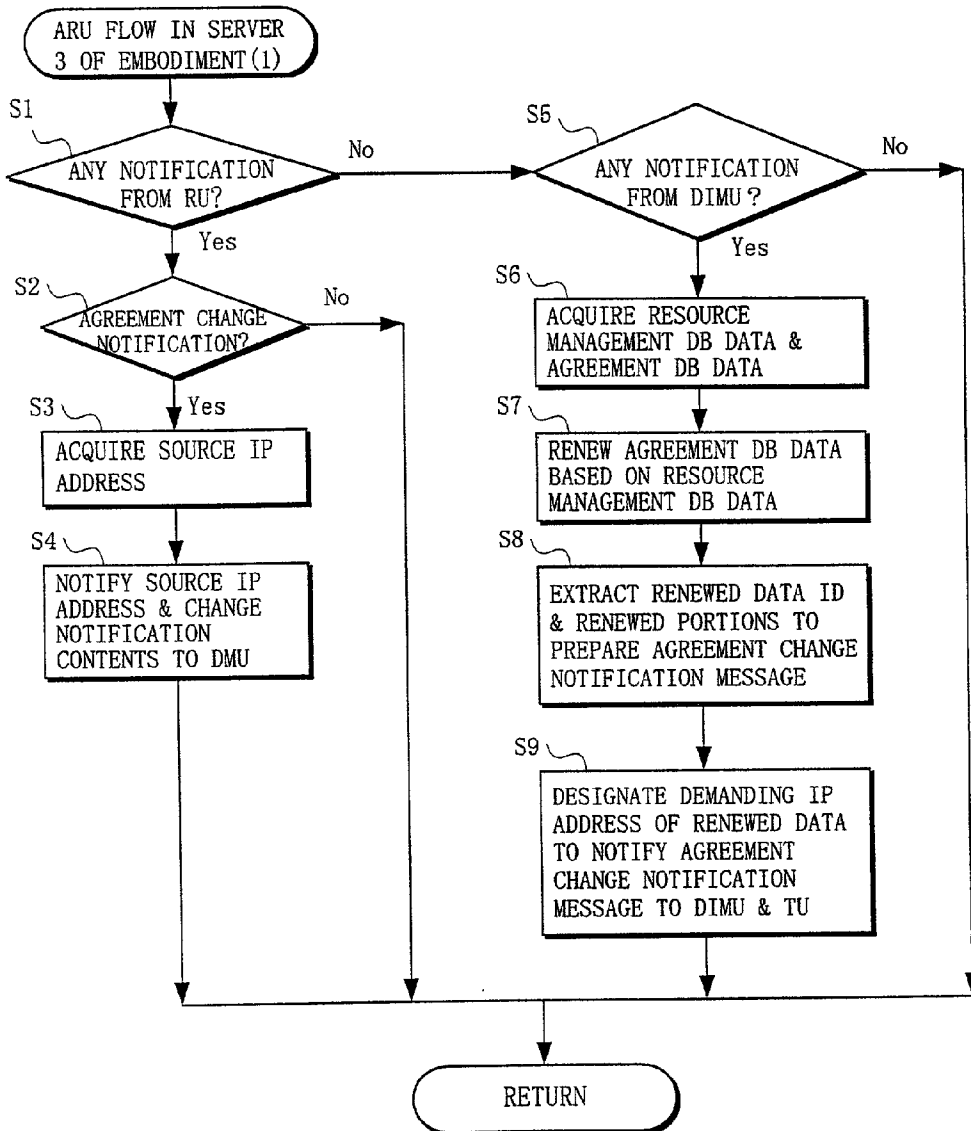 ARU FLOW IN SERVER
3 OF EMBODIMENT(1)
S1
ANY NOTIFICATION
FROM RU?
No
Yes
S2
AGREEMENT CHANGE
NOTIFICATION?
No
Yes
S3
ACQUIRE SOURCE IP
ADDRESS
S4
NOTIFY SOURCE IP
ADDRESS & CHANGE
NOTIFICATION
CONTENTS TO DMU
S5
ANY NOTIFICATION
FROM DIMU?
No
Yes
S6
ACQUIRE RESOURCE
MANAGEMENT DB DATA &
AGREEMENT DB DATA
S7
RENEW AGREEMENT DB DATA
BASED ON RESOURCE
MANAGEMENT DB DATA
S8
EXTRACT RENEWED DATA ID
& RENEWED PORTIONS TO
PREPARE AGREEMENT CHANGE
NOTIFICATION MESSAGE
S9
DESIGNATE DEMANDING IP
ADDRESS OF RENEWED DATA
TO NOTIFY AGREEMENT
CHANGE NOTIFICATION
MESSAGE TO DIMU & TU
RETURN